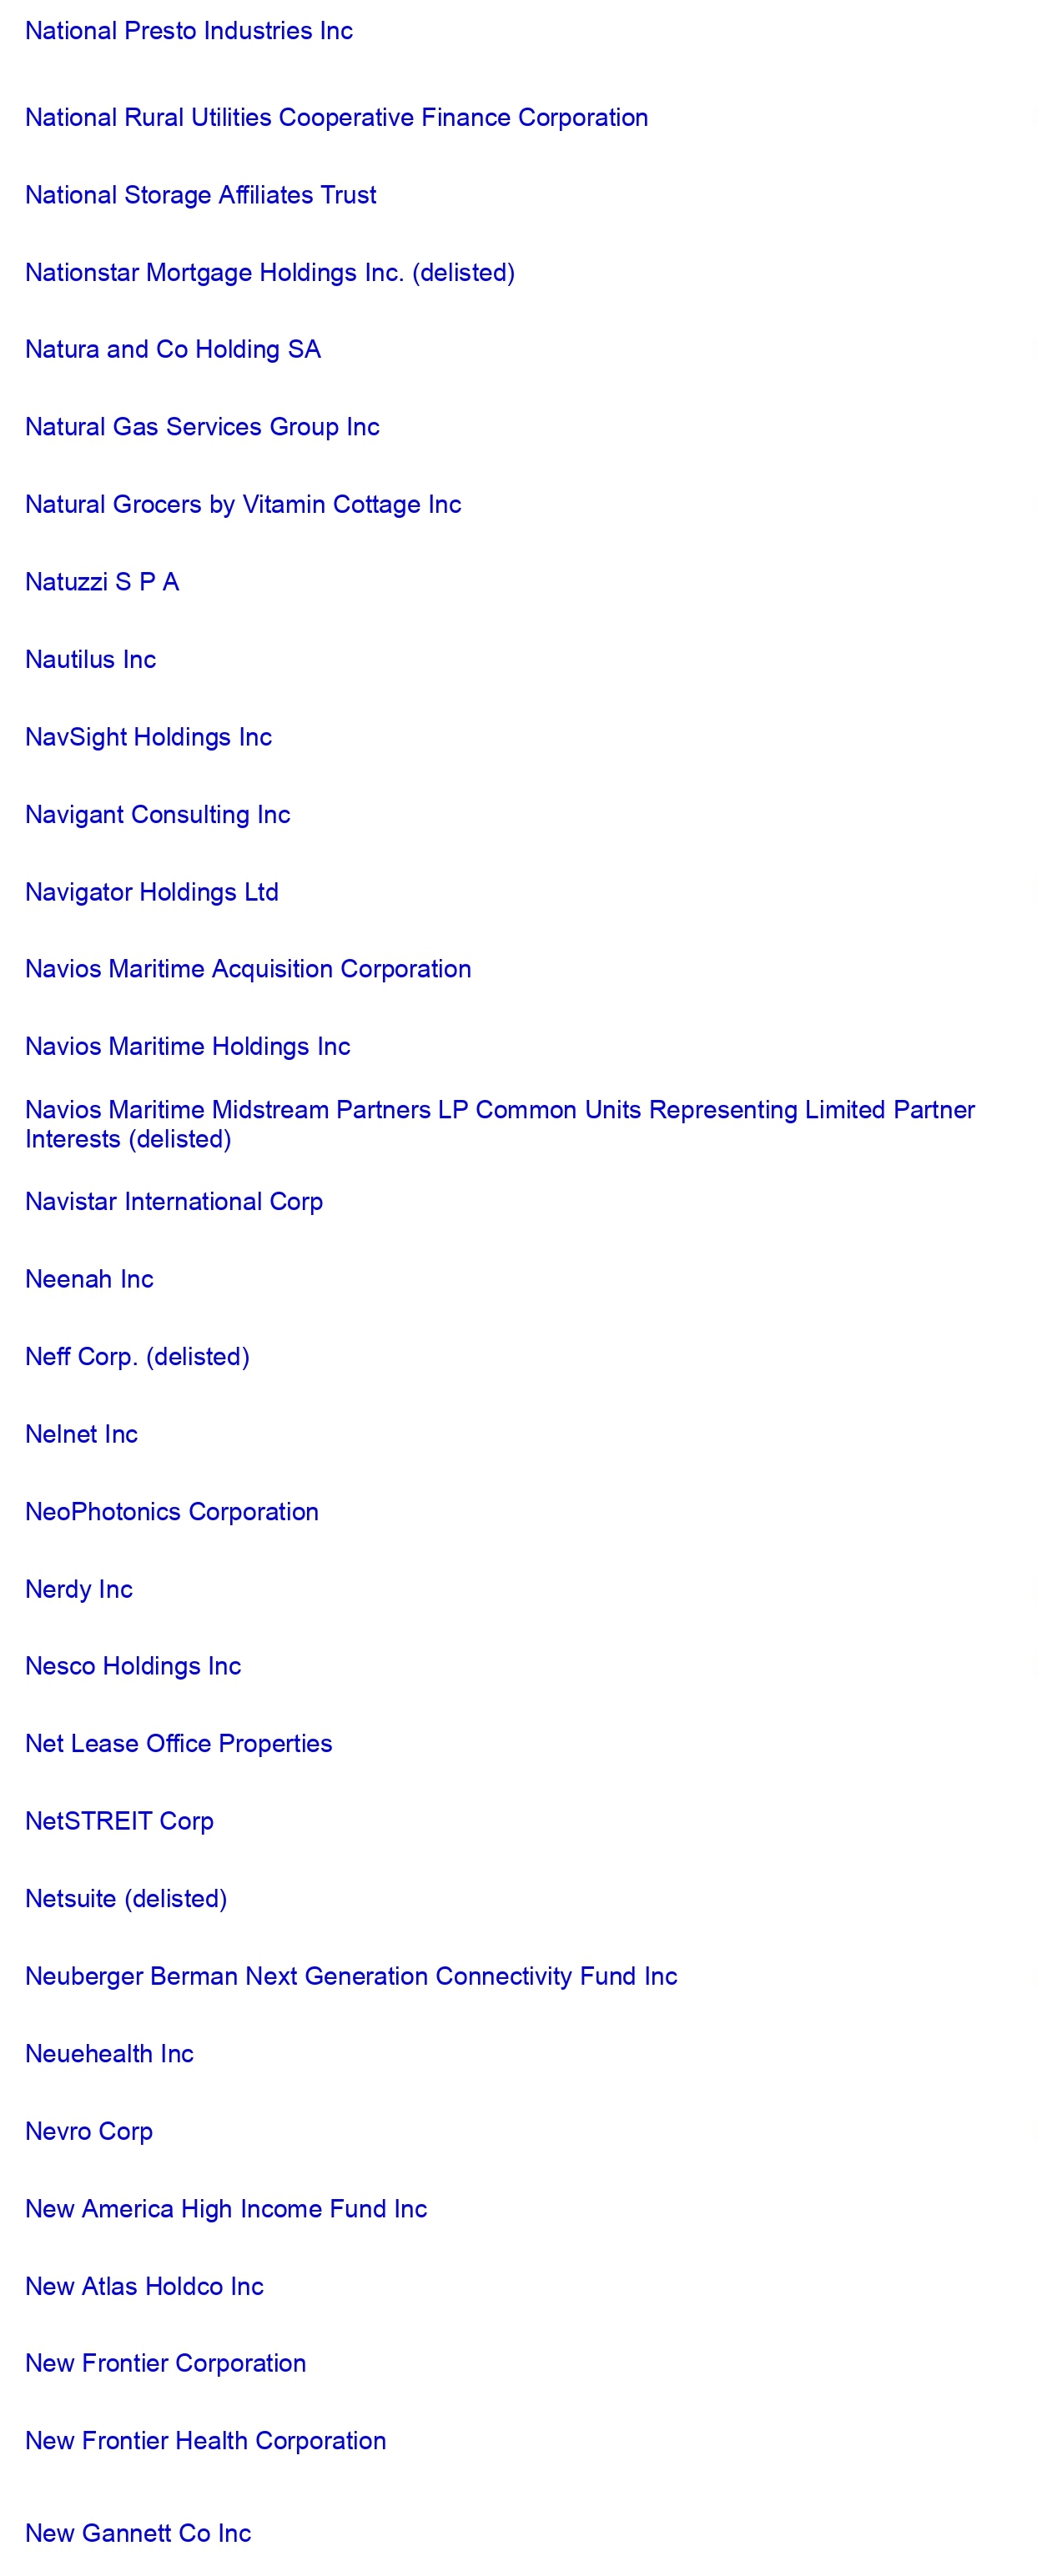 National Presto Industries Inc
National Rural Utilities Cooperative Finance Corporation
National Storage Affiliates Trust
Nationstar Mortgage Holdings Inc. (delisted)
Natura and Co Holding SA
Natural Gas Services Group Inc
Natural Grocers by Vitamin Cottage Inc
Natuzzi S P A
Nautilus Inc
NavSight Holdings Inc
Navigant Consulting Inc
Navigator Holdings Ltd
Navios Maritime Acquisition Corporation
Navios Maritime Holdings Inc
Navios Maritime Midstream Partners LP Common Units Representing Limited Partner
Interests (delisted)
Navistar International Corp
Neenah Inc
Neff Corp. (delisted)
Nelnet Inc
NeoPhotonics Corporation
Nerdy Inc
Nesco Holdings Inc
Net Lease Office Properties
NetSTREIT Corp
Netsuite (delisted)
Neuberger Berman Next Generation Connectivity Fund Inc
Neuehealth Inc
Nevro Corp
New America High Income Fund Inc
New Atlas Holdco Inc
New Frontier Corporation
New Frontier Health Corporation
New Gannett Co Inc